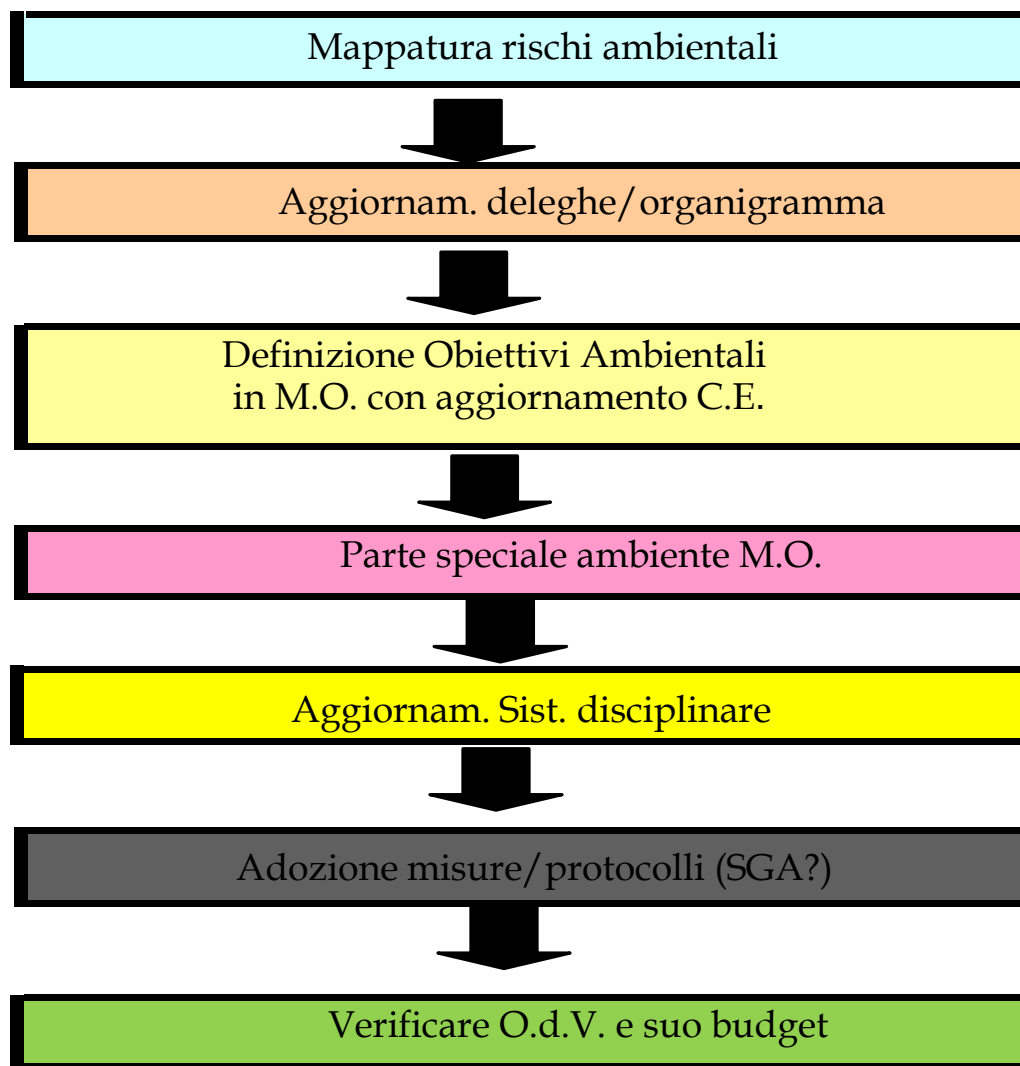 Mappatura rischi ambientali
Aggiornam. deleghe/organigramma
Definizione Obiettivi Ambientali
in M.O. con aggiornamento C.E.
Parte speciale ambiente M.O.
Aggiornam. Sist. disciplinare
Adozione misure/protocolli (SGA?)
Verificare O.d.V. e suo budget